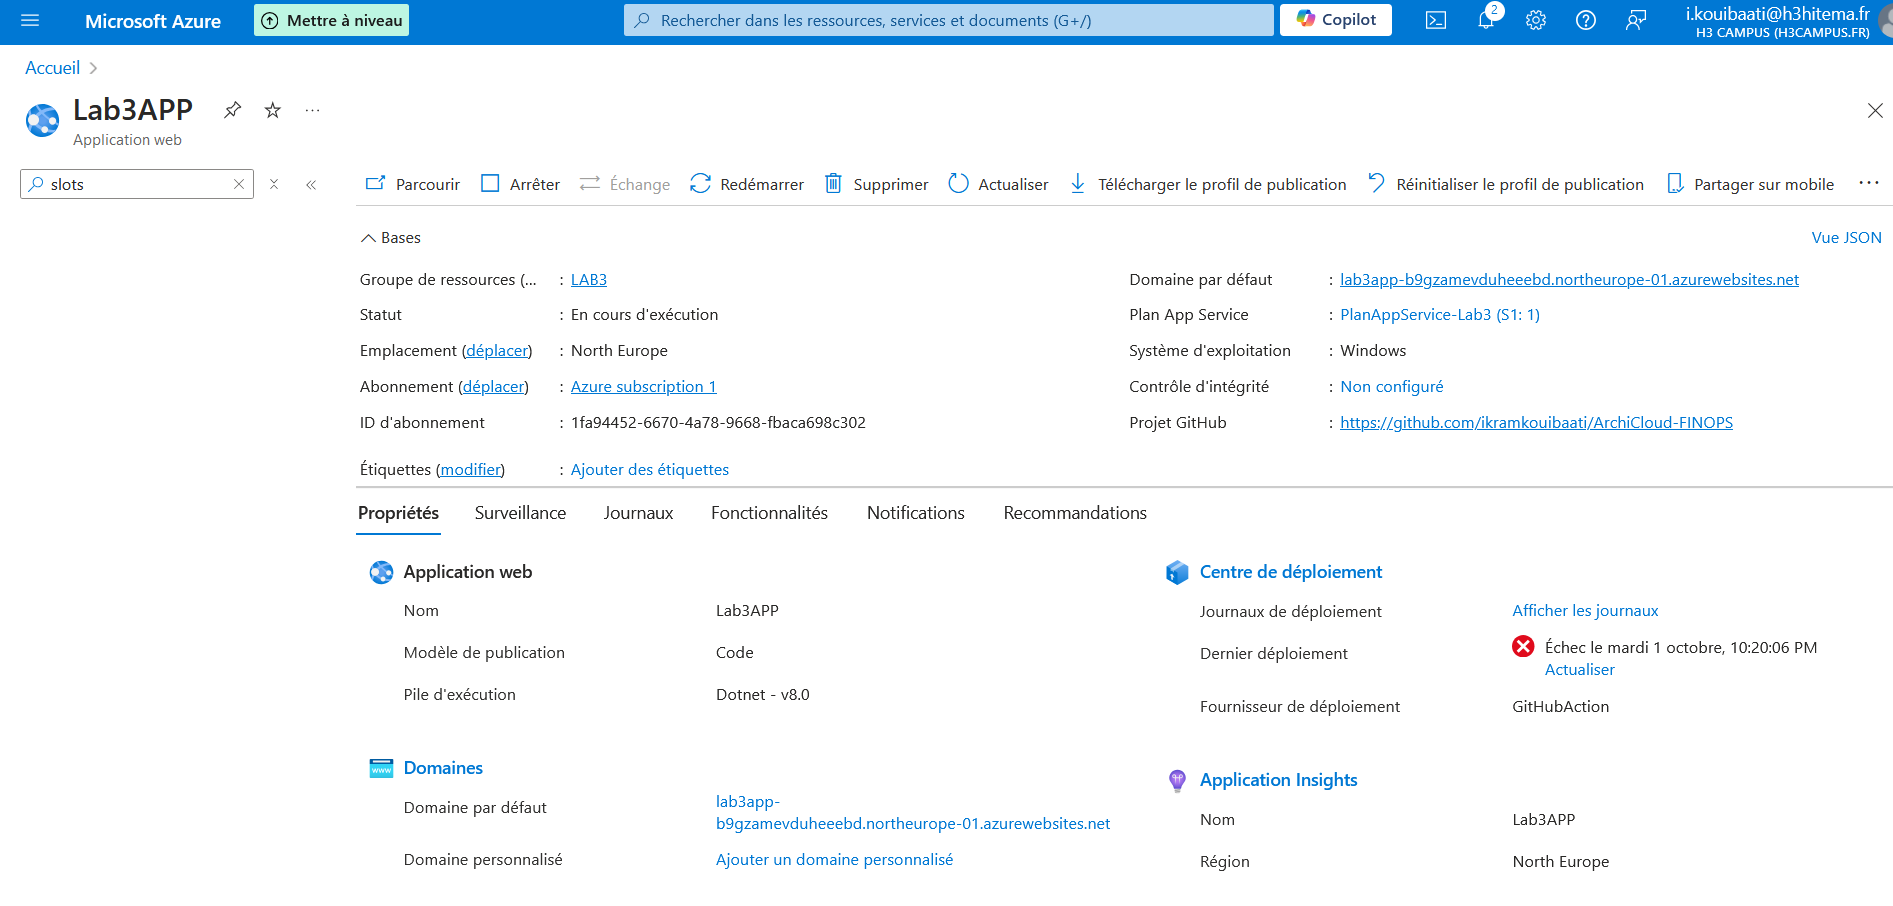 Microsoft Azure
Mettre à niveau
Rechercher dans les ressources, services et documents (G+/)
Copilot
2
i.kouibaati@h3hitema.fr
H3 CAMPUS (H3CAMPUS.FR)
Accueil
Lab3APP
Application web
slots
Parcourir
Arrêter
Échange
Redémarrer
Supprimer
Actualiser
Télécharger le profil de publication
Réinitialiser le profil de publication
Partager sur mobile
Bases
Vue JSON
Groupe de ressources (... : LAB3
Statut : En cours d'exécution
Emplacement (déplacer) : North Europe
Abonnement (déplacer) : Azure subscription 1
ID d'abonnement : 1fa94452-6670-4a78-9668-fbaca698c302
Étiquettes (modifier) : Ajouter des étiquettes
Domaine par défaut : lab3app-b9gzamevduheeebd.northeurope-01.azurewebsites.net
Plan App Service : PlanAppService-Lab3 (S1: 1)
Système d'exploitation : Windows
Contrôle d'intégrité : Non configuré
Projet GitHub : https://github.com/ikramkouibaati/ArchiCloud-FINOPS
Propriétés
Surveillance
Journaux
Fonctionnalités
Notifications
Recommandations
Application web
Nom Lab3APP
Modèle de publication Code
Pile d'exécution Dotnet - v8.0
Domaines
www
Domaine par défaut lab3app-
b9gzamevduheeebd.northeurope-01.azurewebsites.net
Domaine personnalisé Ajouter un domaine personnalisé
Centre de déploiement
Journaux de déploiement Afficher les journaux
Dernier déploiement Échec le mardi 1 octobre, 10:20:06 PM
Actualiser
Fournisseur de déploiement GitHubAction
Application Insights
Nom Lab3APP
Région North Europe